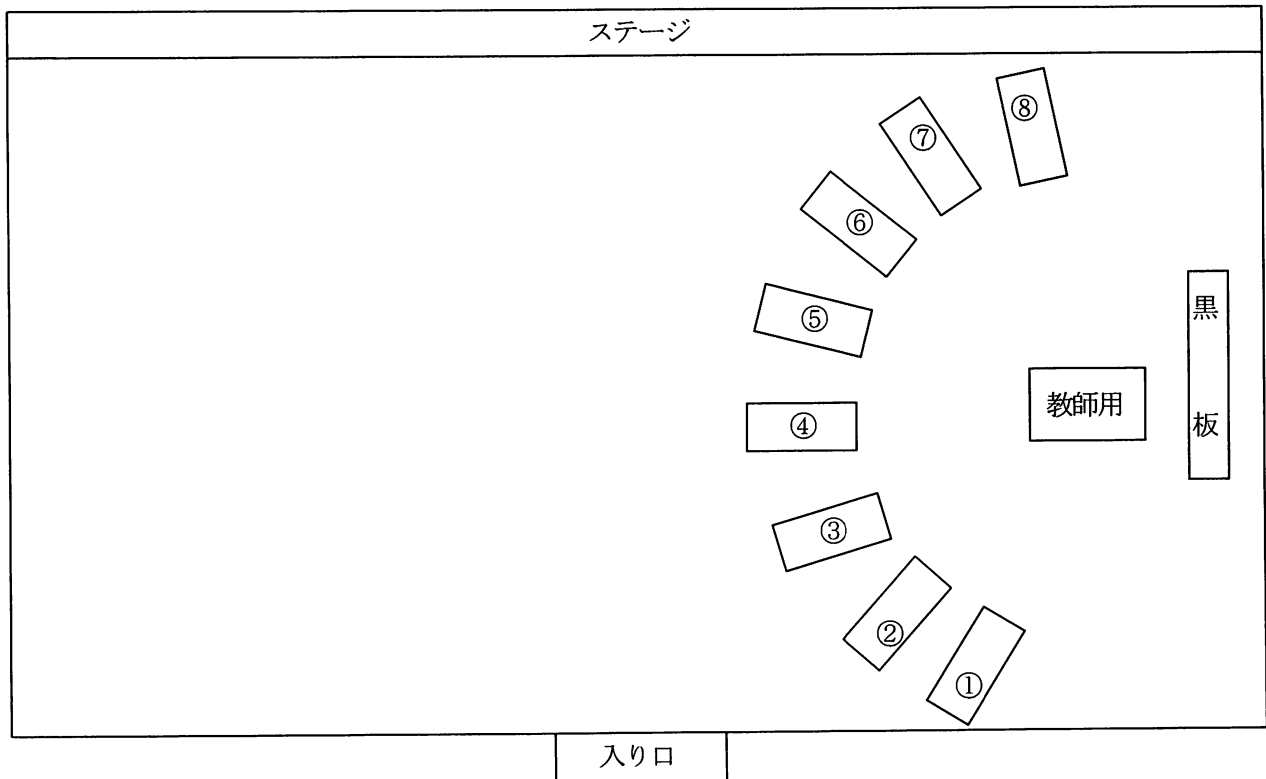 ステージ
⑧
⑦
⑥
⑤
④
③
②
①
教師用
黒板
入り口